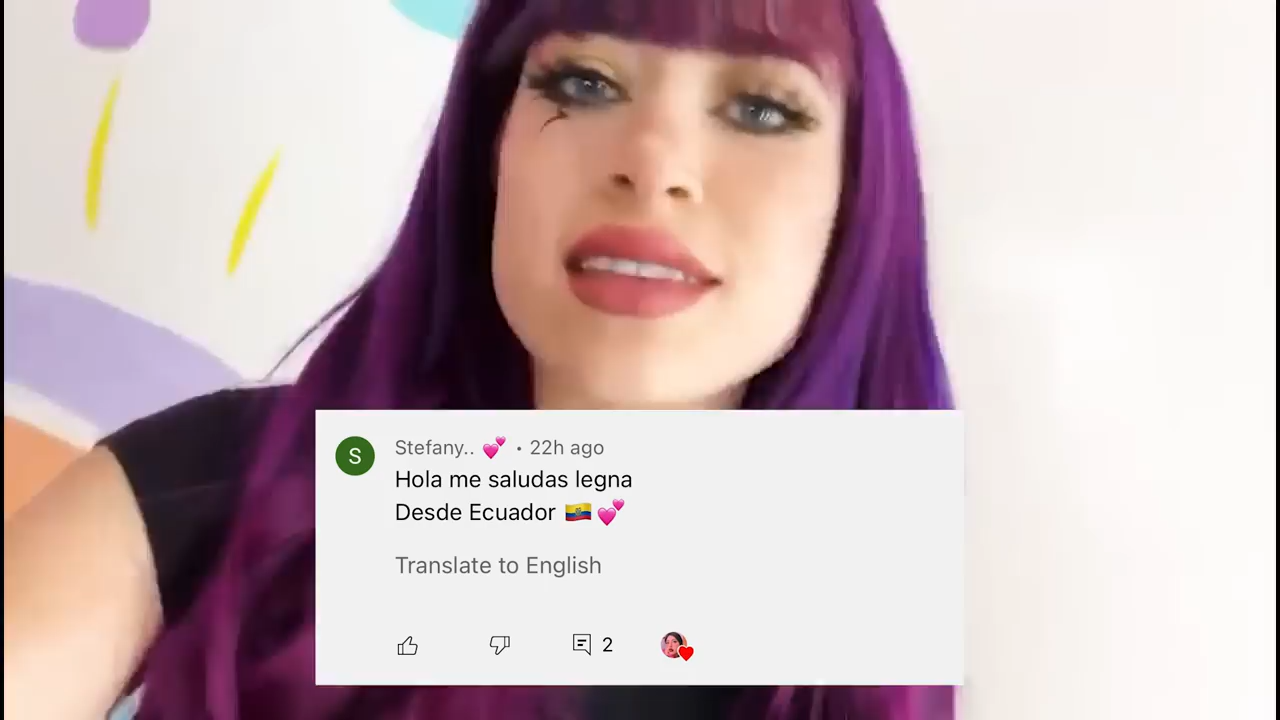 S
Stefany.. 💕 • 22h ago
Hola me saludas legna
Desde Ecuador 🇪🇨💕
Translate to English
2